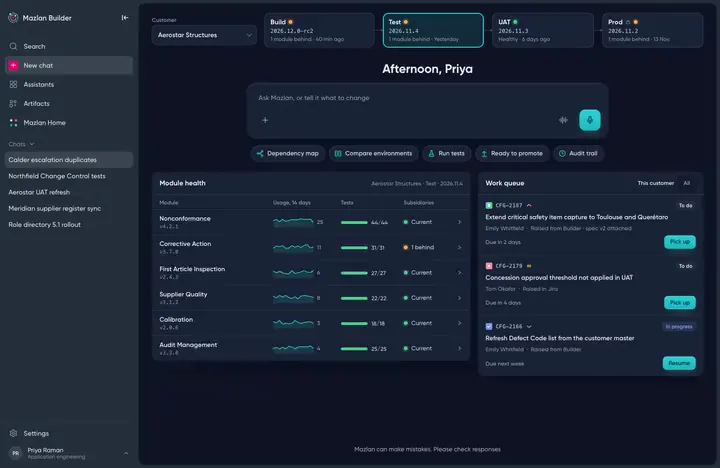 Mazlan Builder
Search
New chat
Assistants
Artifacts
Mazlan Home
Chats
Calder escalation duplicates
Northfield Change Control tests
Aerostar UAT refresh
Meridian supplier register sync
Role directory 5.1 rollout
Settings
PR
Priya Raman
Application engineering
Customer
Aerostar Structures
Build
2026.12.0-rc2
1 module behind · 40 min ago
Test
2026.11.4
1 module behind · Yesterday
UAT
2026.11.3
Healthy · 6 days ago
Prod
2026.11.2
1 module behind · 13 Nov
Afternoon, Priya
Ask Mazlan, or tell it what to change
Dependency map
Compare environments
Run tests
Ready to promote
Audit trail
Module health
Aerostar Structures · Test · 2026.11.4
Module Usage, 14 days Tests Subsidiaries
Nonconformance 25 44/44 Current
v4.2.1
Corrective Action 11 31/31 1 behind
v3.7.0
First Article Inspection 6 27/27 Current
v2.4.3
Supplier Quality 8 22/22 Current
v3.1.2
Calibration 3 18/18 Current
v2.0.6
Audit Management 4 25/25 Current
v3.3.0
Work queue
This customer All
CFG-2187 To do
Extend critical safety item capture to Toulouse and Querétaro
Emily Whitfield · Raised from Builder · spec v2 attached
Due in 2 days Pick up
CFG-2179 To do
Concession approval threshold not applied in UAT
Tom Okafor · Raised in Jira
Due in 4 days Pick up
CFG-2166 In progress
Refresh Defect Code list from the customer master
Emily Whitfield · Raised from Builder
Due next week Resume
Mazlan can make mistakes. Please check responses